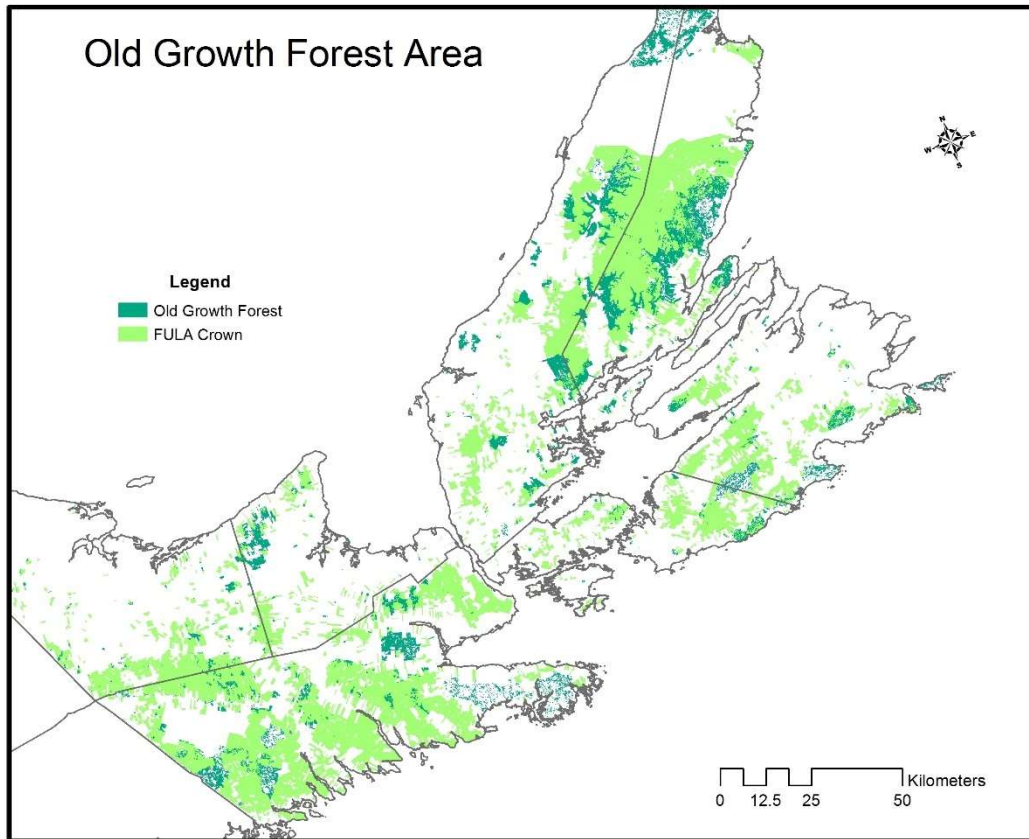 Old Growth Forest Area
N
E
W
S
Legend
Old Growth Forest
FULA Crown
Kilometers
0 12.5 25 50